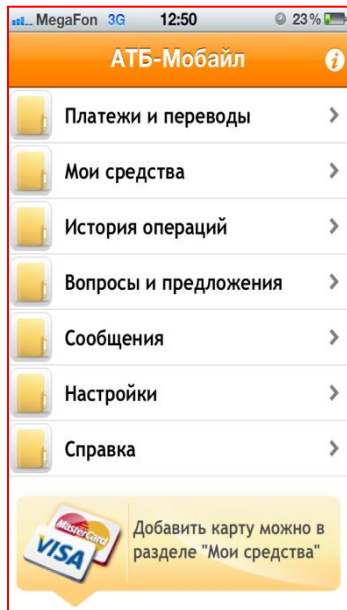 MegaFon 3G 12:50 23%
АТБ-Мобайл
Платежи и переводы
Мои средства
История операций
Вопросы и предложения
Сообщения
Настройки
Справка
MasterCard
VISA
Добавить карту можно в
разделе "Мои средства"